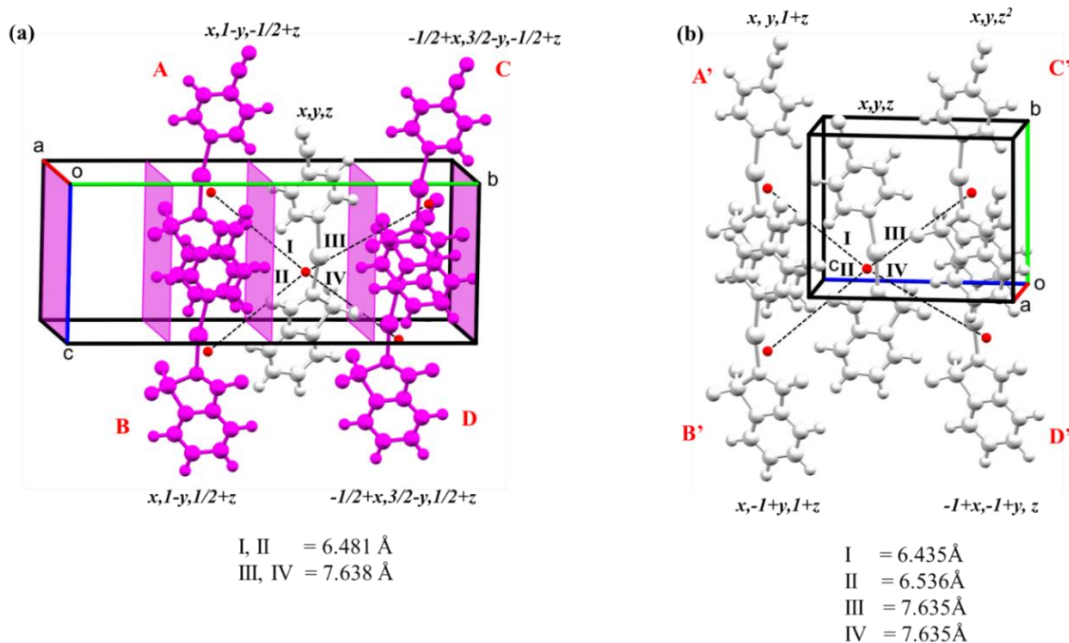 (a)
x,1-y,-1/2+z
-1/2+x,3/2-y,-1/2+z
A
C
x,y,z
a
o
b
I
III
II
IV
c
B
D
x,1-y,1/2+z
-1/2+x,3/2-y,1/2+z
I, II = 6.481 Å
III, IV = 7.638 Å
(b)
x, y,1+z
x,y,z²
A'
C'
x,y,z
b
I
III
c
II
IV
o
a
B'
D'
x,-1+y,1+z
-1+x,-1+y, z
I = 6.435Å
II = 6.536Å
III = 7.635Å
IV = 7.635Å